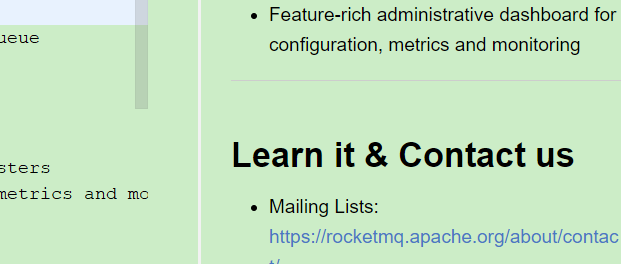 ueue
sters
metrics and mo
• Feature-rich administrative dashboard for
configuration, metrics and monitoring
Learn it & Contact us
• Mailing Lists:
https://rocketmq.apache.org/about/contac
t/